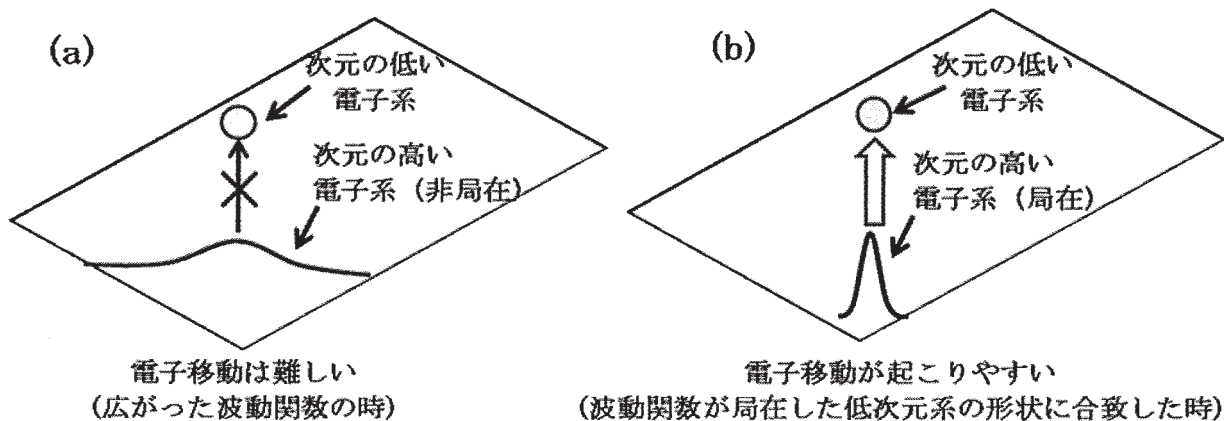 (a)
次元の低い
電子系
次元の高い
電子系（非局在）
電子移動は難しい
(広がった波動関数の時)
(b)
次元の低い
電子系
次元の高い
電子系（局在）
電子移動が起こりやすい
(波動関数が局在した低次元系の形状に合致した時)